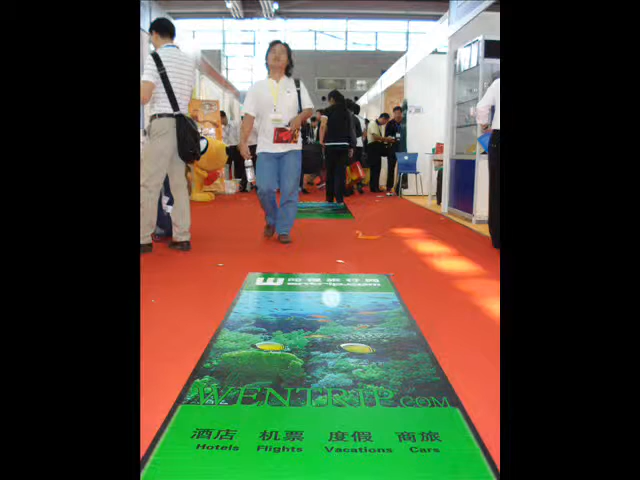 WENTRIP.COM
酒店 机票 度假 商旅
Hotels Flights Vacations Cars